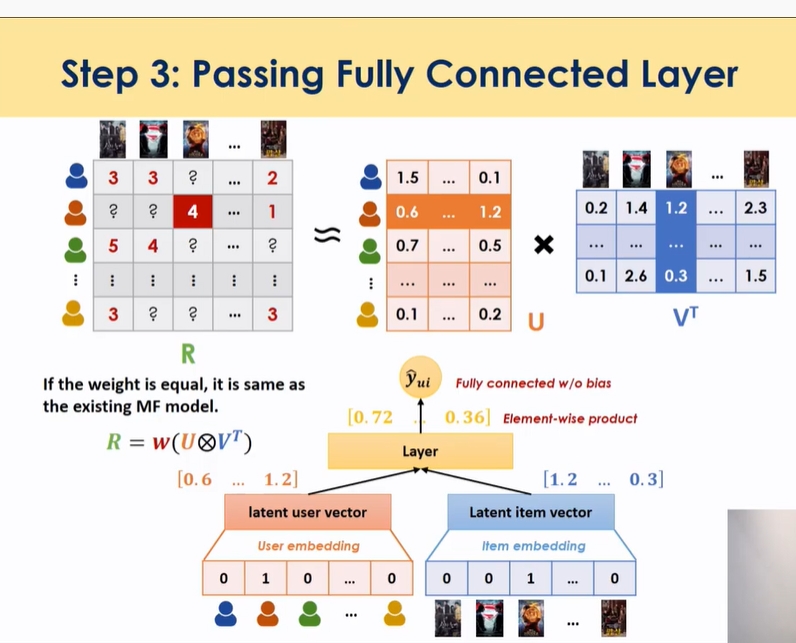 Step 3: Passing Fully Connected Layer
...
3 3 ? ... 2
? ? 4 ... 1
5 4 ? ... ?
⋮ ⋮ ⋮ ⋮ ⋮ ⋮
3 ? ? ... 3
R
≈
1.5 ... 0.1
0.6 ... 1.2
0.7 ... 0.5
⋮ ... ... ...
0.1 ... 0.2
U
×
...
0.2 1.4 1.2 ... 2.3
... ... ... ... ...
0.1 2.6 0.3 ... 1.5
Vᵀ
If the weight is equal, it is same as
the existing MF model.
R = w(U⊗Vᵀ)
ŷui
Fully connected w/o bias
[0.72 .. 0.36] Element-wise product
Layer
[0.6 ... 1.2]
[1.2 ... 0.3]
latent user vector
Latent item vector
User embedding
Item embedding
0 1 0 ... 0
0 0 1 ... 0
...
...